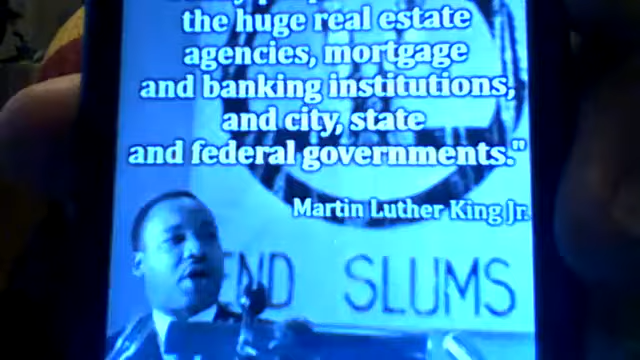 the huge real estate
agencies, mortgage
and banking institutions,
and city, state
and federal governments."
Martin Luther King Jr.
END SLUMS